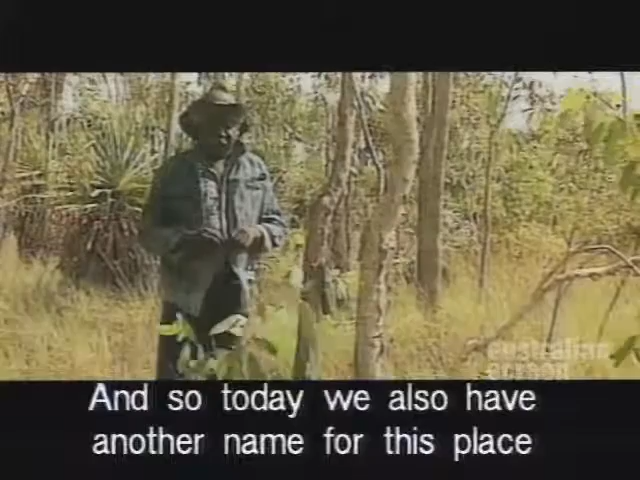 australian
screen
And so today we also have
another name for this place